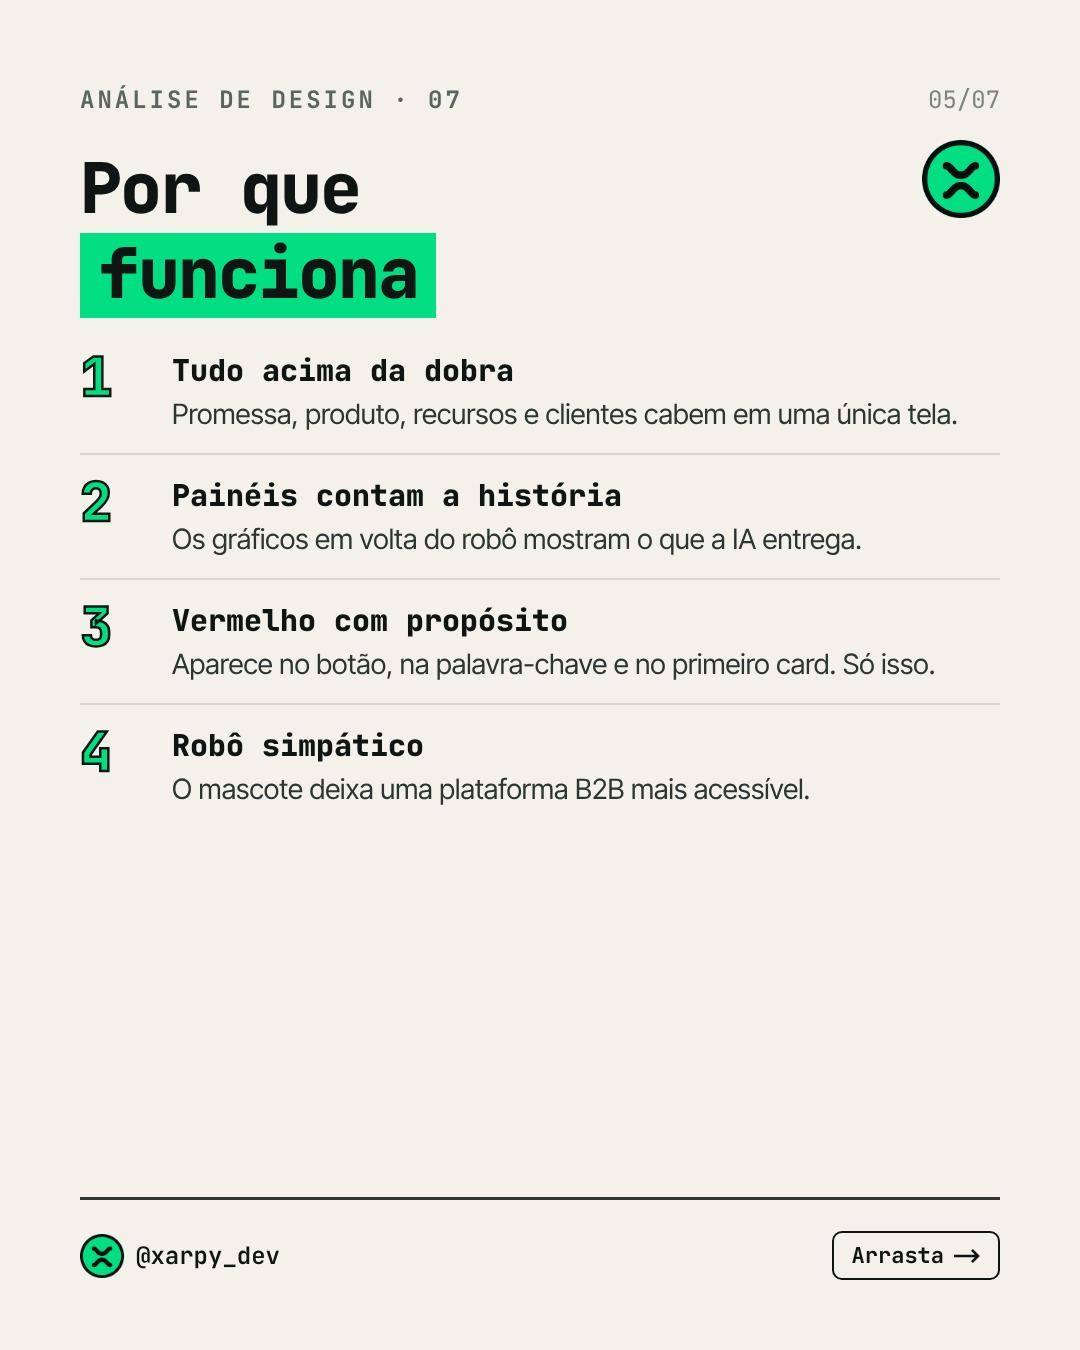 ANÁLISE DE DESIGN · 07
05/07
Por que
funciona
1
Tudo acima da dobra
Promessa, produto, recursos e clientes cabem em uma única tela.
2
Painéis contam a história
Os gráficos em volta do robô mostram o que a IA entrega.
3
Vermelho com propósito
Aparece no botão, na palavra-chave e no primeiro card. Só isso.
4
Robô simpático
O mascote deixa uma plataforma B2B mais acessível.
@xarpy_dev
Arrasta →